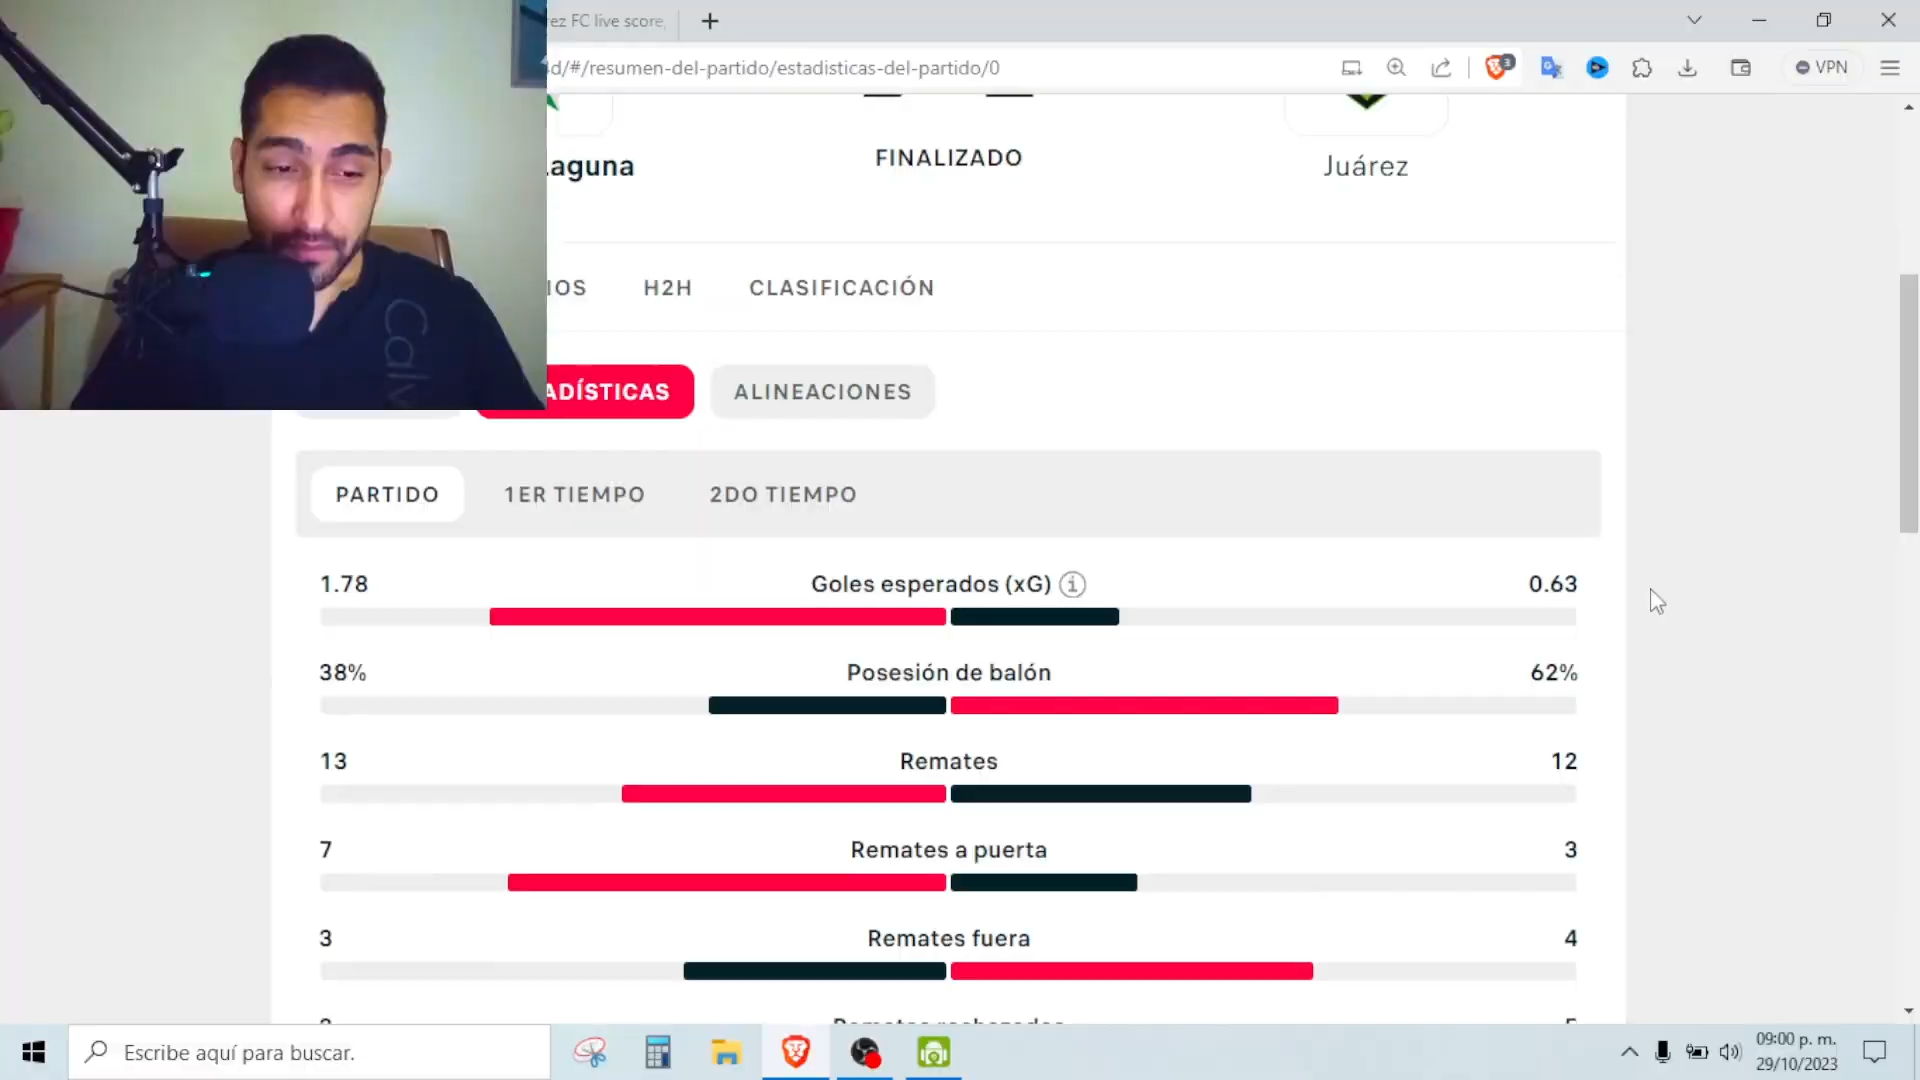 ez FC live score,
d/#/resumen-del-partido/estadisticas-del-partido/0
3
VPN
aguna
FINALIZADO
Juárez
IOS
H2H
CLASIFICACIÓN
ADÍSTICAS
ALINEACIONES
PARTIDO
1ER TIEMPO
2DO TIEMPO
1.78
Goles esperados (xG)
0.63
38%
Posesión de balón
62%
13
Remates
12
7
Remates a puerta
3
3
Remates fuera
4
Calv
Escribe aquí para buscar.
09:00 p. m.
29/10/2023